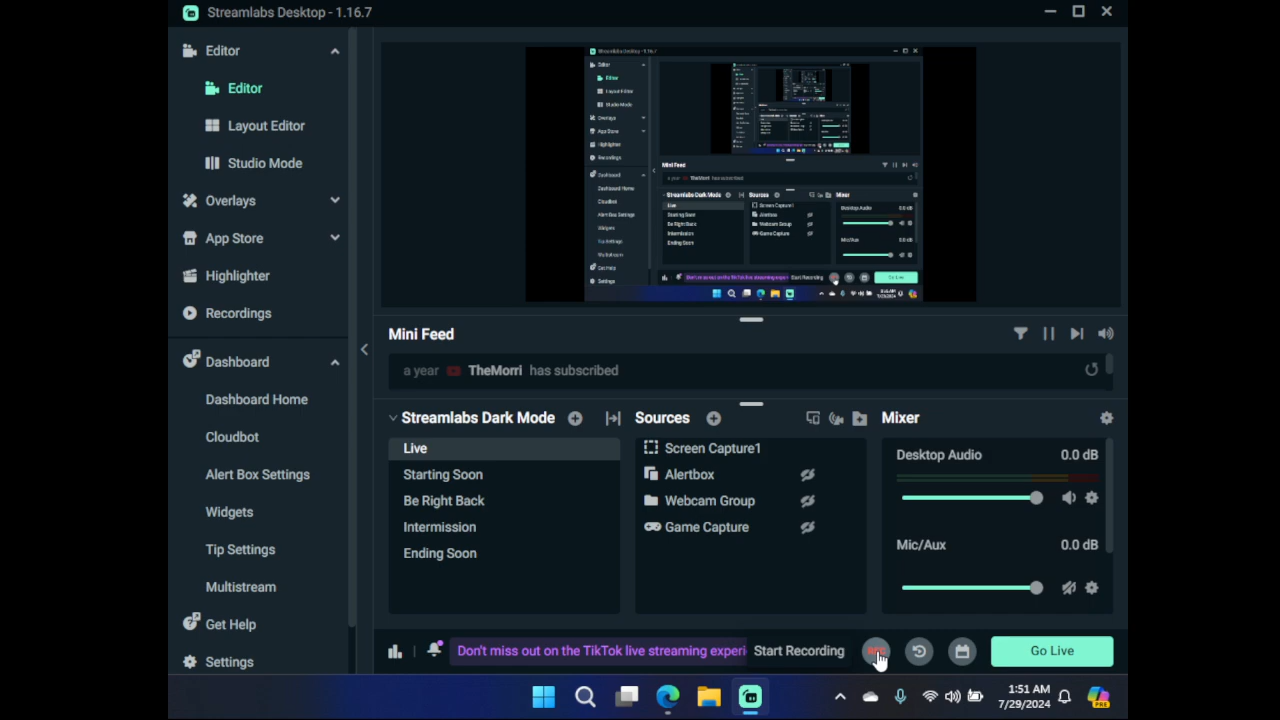 Streamlabs Desktop - 1.16.7
Editor
Editor
Layout Editor
Studio Mode
Overlays
App Store
Highlighter
Recordings
Dashboard
Dashboard Home
Cloudbot
Alert Box Settings
Widgets
Tip Settings
Multistream
Get Help
Settings
Mini Feed
a year TheMorri has subscribed
Streamlabs Dark Mode
Live
Starting Soon
Be Right Back
Intermission
Ending Soon
Sources
Screen Capture1
Alertbox
Webcam Group
Game Capture
Mixer
Desktop Audio 0.0 dB
Mic/Aux 0.0 dB
Don't miss out on the TikTok live streaming experi
Start Recording
Go Live
1:51 AM
7/29/2024